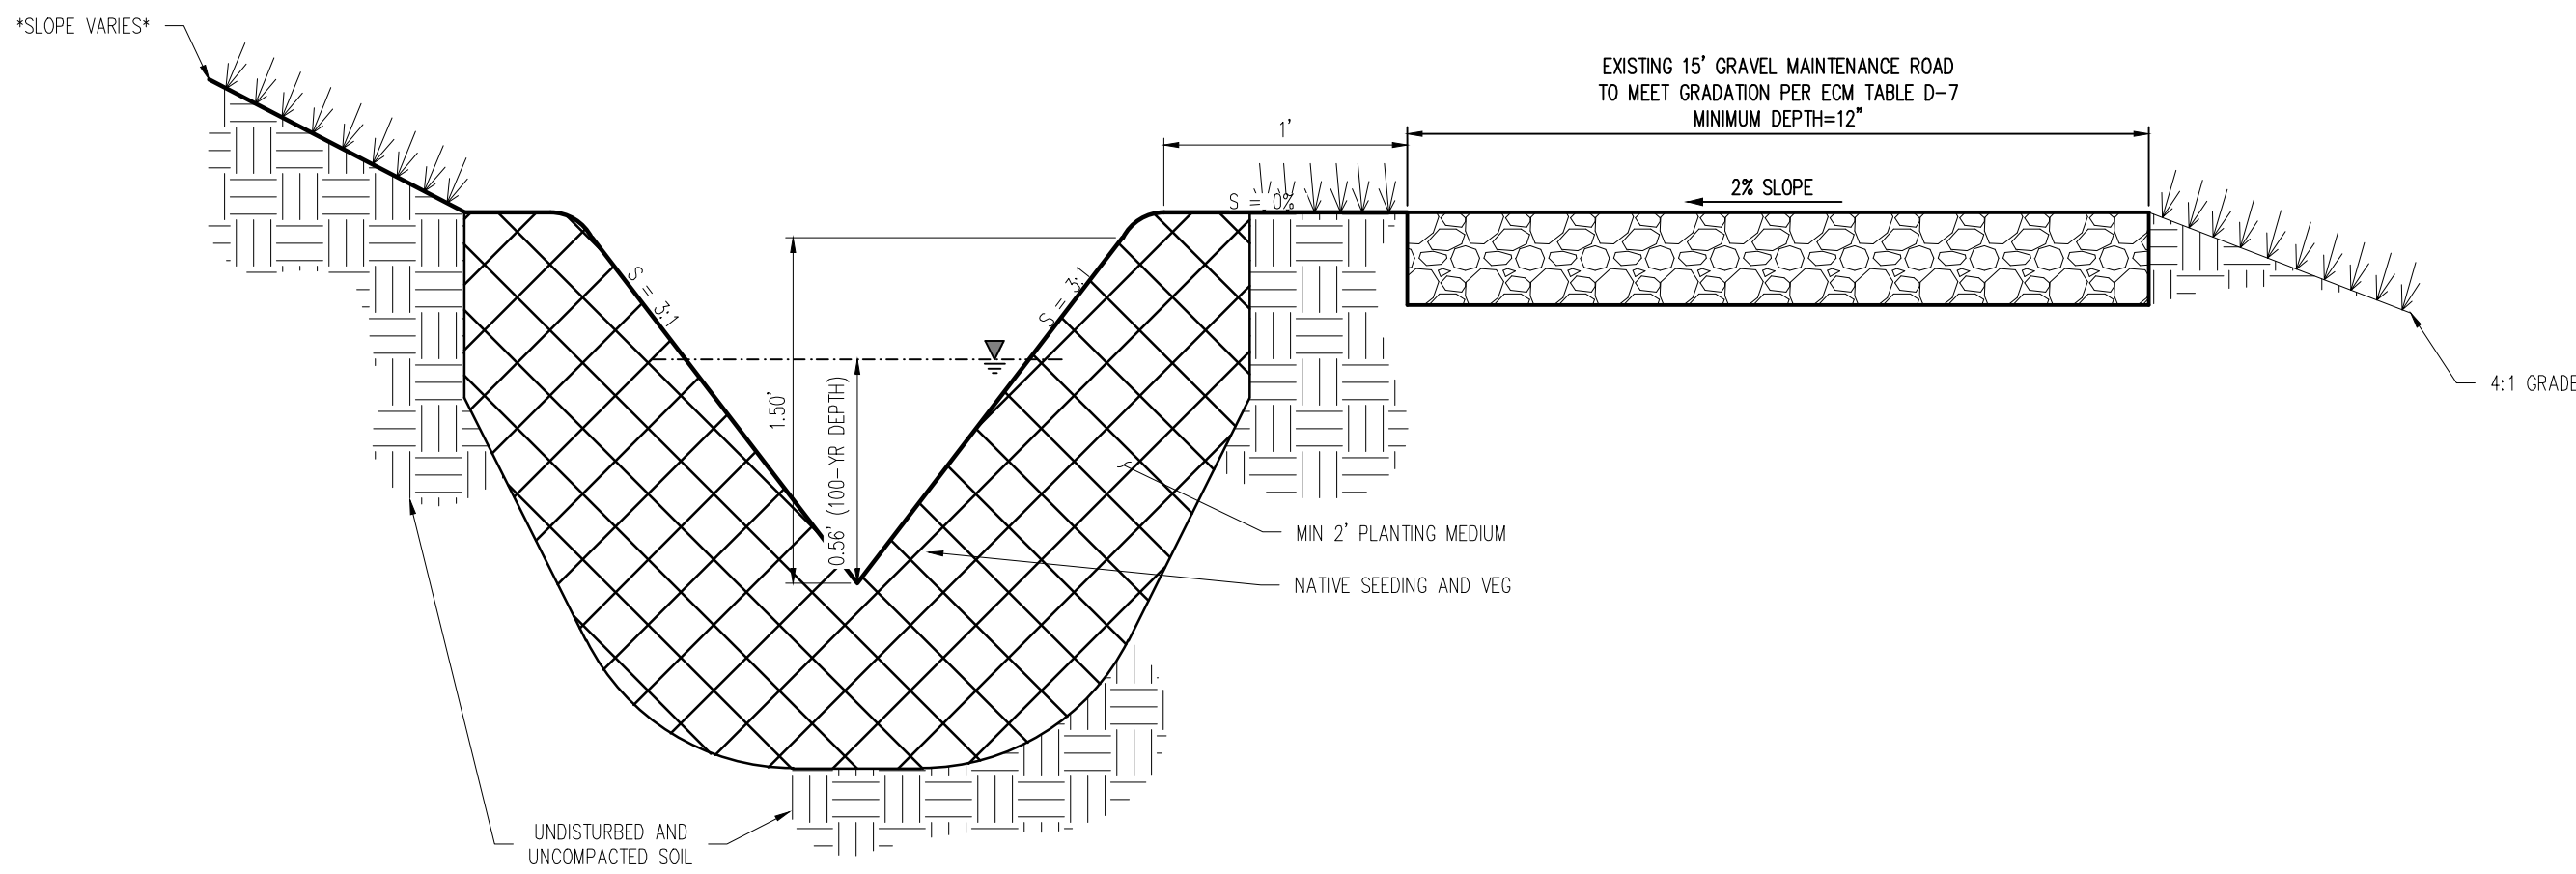 *SLOPE VARIES*
EXISTING 15' GRAVEL MAINTENANCE ROAD
TO MEET GRADATION PER ECM TABLE D-7
MINIMUM DEPTH=12"
1'
2% SLOPE
S = 0%
S = 3:1
S = 3:1
1.50'
0.56' (100-YR DEPTH)
4:1 GRADE
MIN 2' PLANTING MEDIUM
NATIVE SEEDING AND VEG
UNDISTURBED AND
UNCOMPACTED SOIL